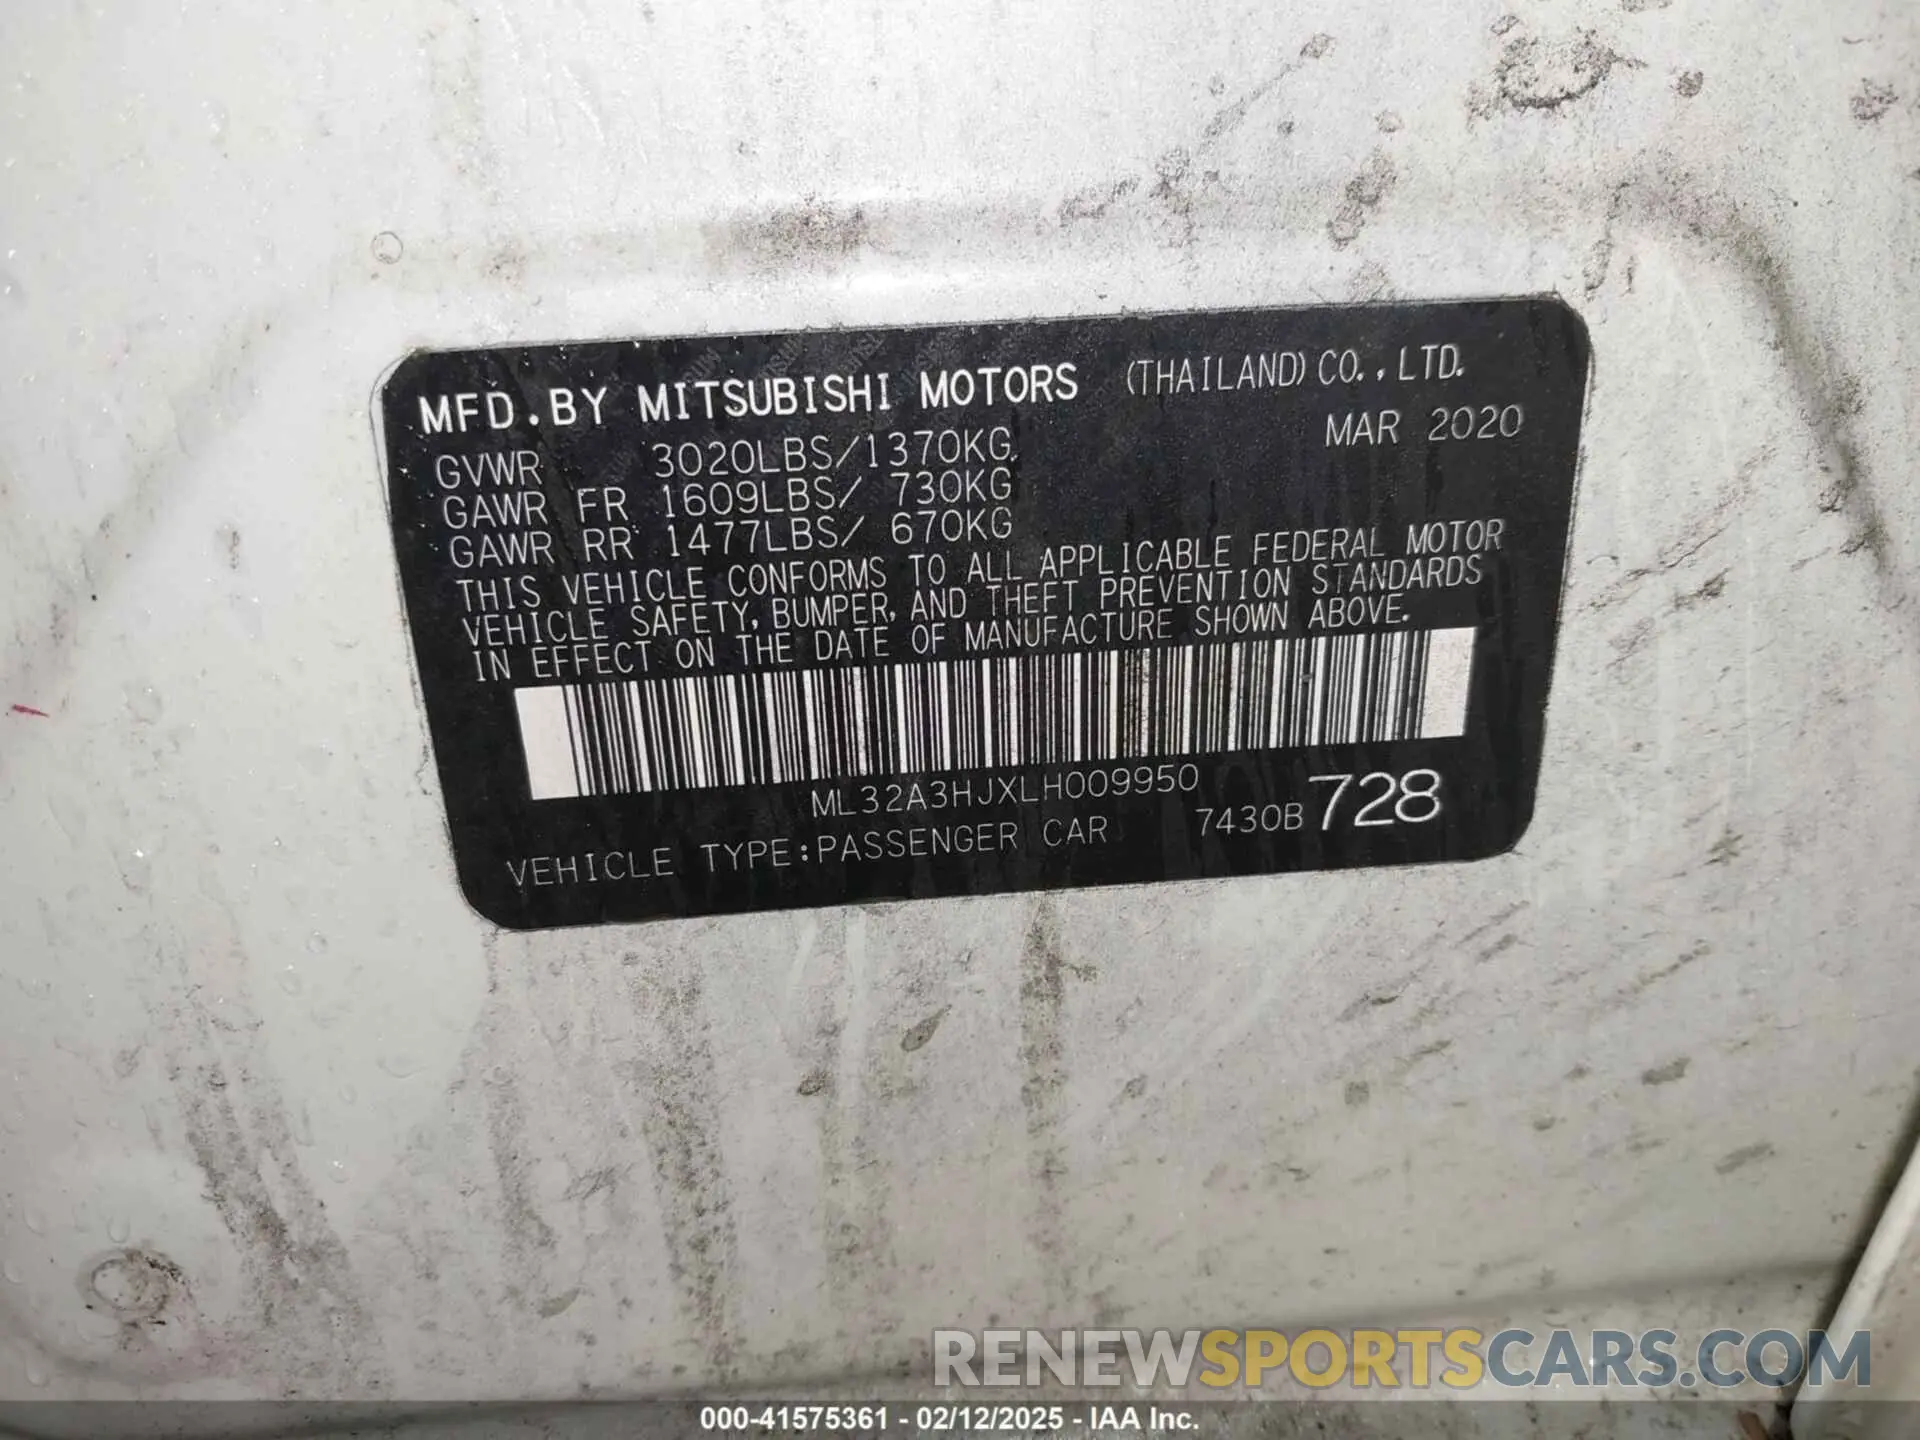 MFD.BY MITSUBISHI MOTORS (THAILAND) CO.,LTD.
MAR 2020
GVWR 3020LBS/1370KG
GAWR FR 1609LBS/ 730KG
GAWR RR 1477LBS/ 670KG
THIS VEHICLE CONFORMS TO ALL APPLICABLE FEDERAL MOTOR
VEHICLE SAFETY, BUMPER, AND THEFT PREVENTION STANDARDS
IN EFFECT ON THE DATE OF MANUFACTURE SHOWN ABOVE.
ML32A3HJXLH009950
VEHICLE TYPE:PASSENGER CAR 7430B728
RENEWSPORTSCARS.COM
000-41575361 - 02/12/2025 - IAA Inc.